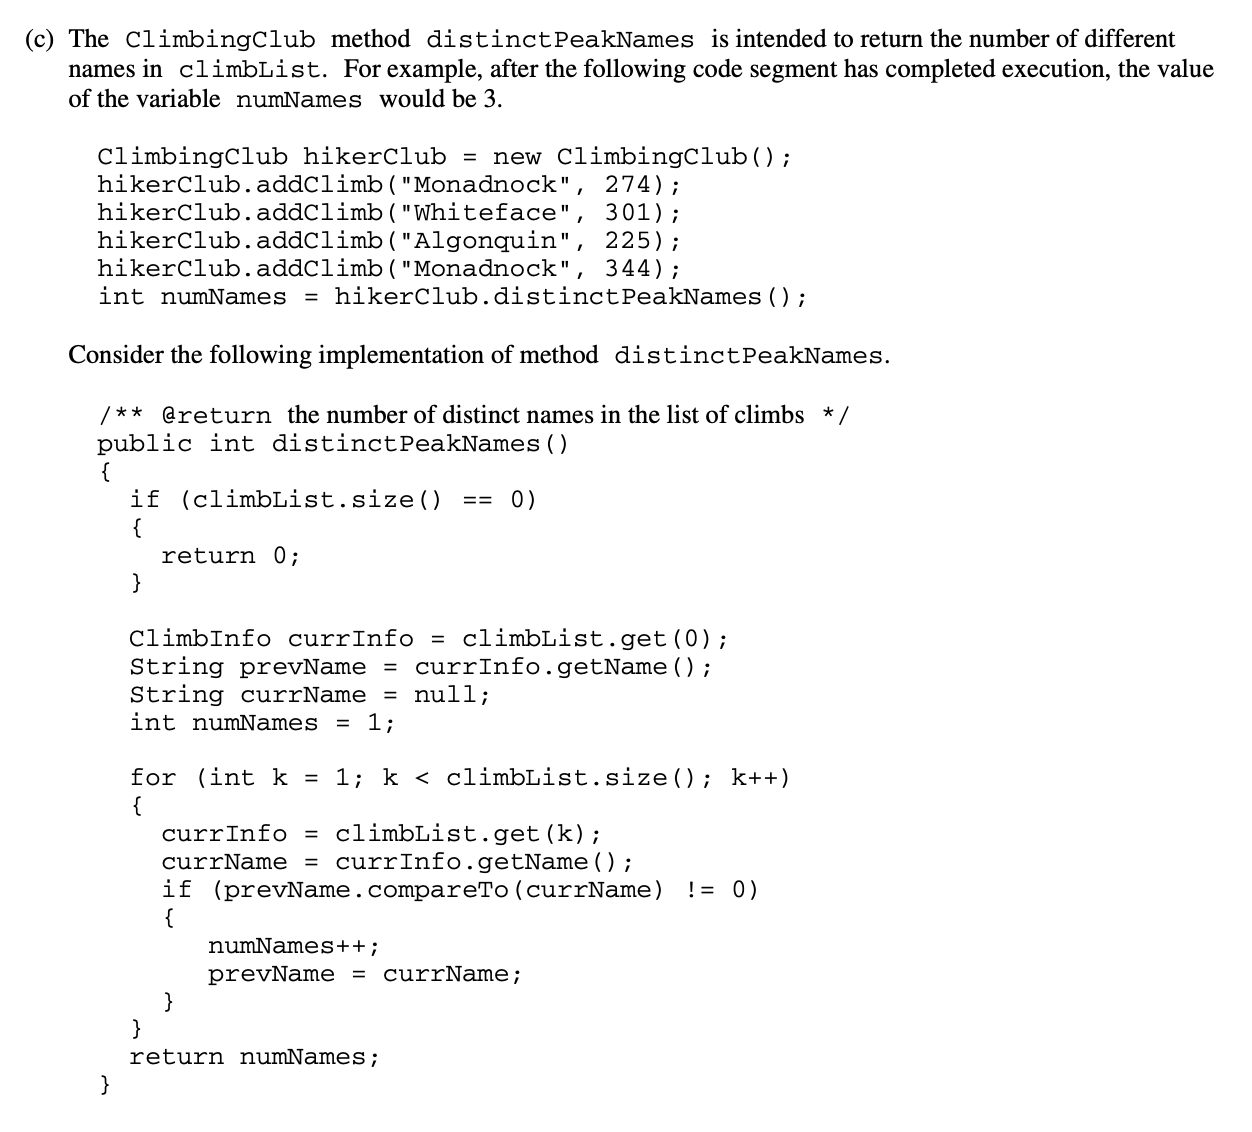 (c) The ClimbingClub method distinctPeakNames is intended to return the number of different
names in climbList. For example, after the following code segment has completed execution, the value
of the variable numNames would be 3.
ClimbingClub hikerClub = new ClimbingClub();
hikerClub.addClimb("Monadnock", 274);
hikerClub.addClimb("Whiteface", 301);
hikerClub.addClimb("Algonquin", 225);
hikerClub.addClimb("Monadnock", 344);
int numNames = hikerClub.distinctPeakNames();
Consider the following implementation of method distinctPeakNames.
/** @return the number of distinct names in the list of climbs */
public int distinctPeakNames()
{
if (climbList.size() == 0)
{
return 0;
}
ClimbInfo currInfo = climbList.get(0);
String prevName = currInfo.getName();
String currName = null;
int numNames = 1;
for (int k = 1; k < climbList.size(); k++)
{
currInfo = climbList.get(k);
currName = currInfo.getName();
if (prevName.compareTo(currName) != 0)
{
numNames++;
prevName = currName;
}
}
return numNames;
}